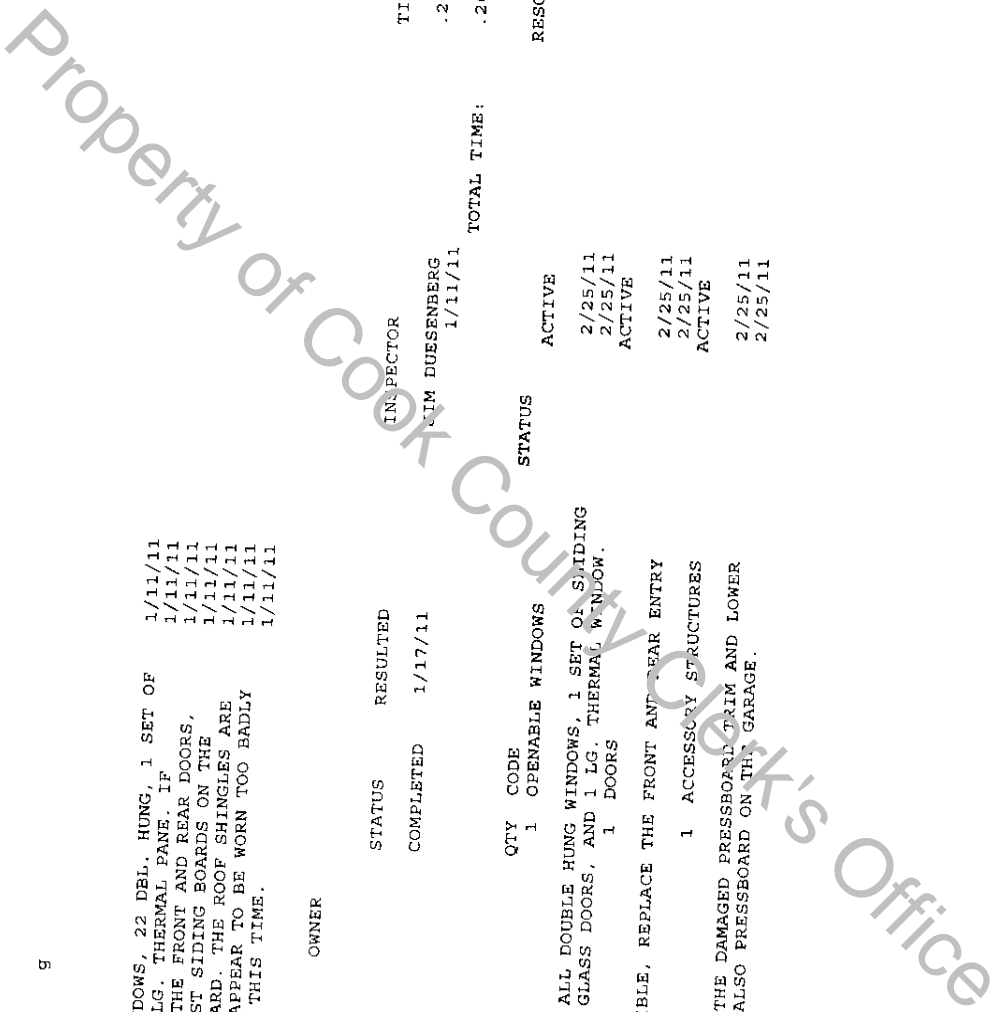 g
DOWS, 22 DBL. HUNG, 1 SET OF 1/11/11
LG. THERMAL PANE. IF 1/11/11
THE FRONT AND REAR DOORS, 1/11/11
ST SIDING BOARDS ON THE 1/11/11
ARD. THE ROOF SHINGLES ARE 1/11/11
APPEAR TO BE WORN TOO BADLY 1/11/11
THIS TIME. 1/11/11
OWNER
STATUS RESULTED INSPECTOR TI
COMPLETED 1/17/11 JIM DUESENBERG .2
1/11/11
TOTAL TIME: .20
QTY CODE STATUS RESO
1 OPENABLE WINDOWS ACTIVE
ALL DOUBLE HUNG WINDOWS, 1 SET OF SLIDING 2/25/11
GLASS DOORS, AND 1 LG. THERMAL WINDOW. 2/25/11
1 DOORS ACTIVE
IBLE, REPLACE THE FRONT AND REAR ENTRY 2/25/11
2/25/11
1 ACCESSORY STRUCTURES ACTIVE
THE DAMAGED PRESSBOARD TRIM AND LOWER 2/25/11
ALSO PRESSBOARD ON THE GARAGE. 2/25/11
Property of Cook County Clerk's Office